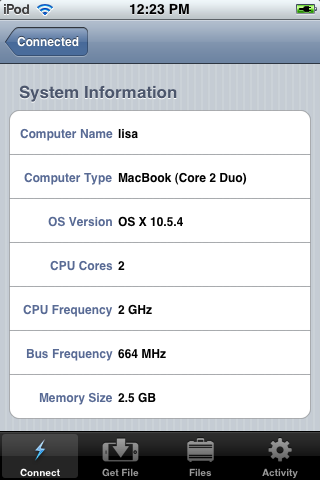 iPod 12:23 PM
Connected
System Information
Computer Name lisa
Computer Type MacBook (Core 2 Duo)
OS Version OS X 10.5.4
CPU Cores 2
CPU Frequency 2 GHz
Bus Frequency 664 MHz
Memory Size 2.5 GB
Connect Get File Files Activity